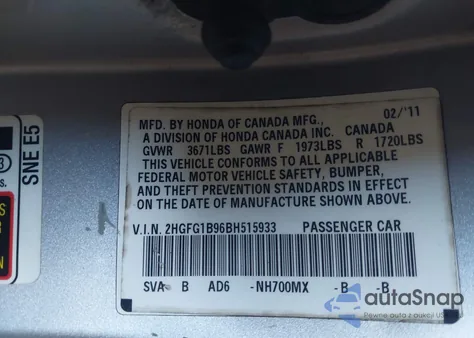 02/'11
MFD. BY HONDA OF CANADA MFG.,
A DIVISION OF HONDA CANADA INC. CANADA
GVWR 3671LBS GAWR F 1973LBS R 1720LBS
THIS VEHICLE CONFORMS TO ALL APPLICABLE
FEDERAL MOTOR VEHICLE SAFETY, BUMPER,
AND THEFT PREVENTION STANDARDS IN EFFECT
ON THE DATE OF MANUFACTURE SHOWN ABOVE.
V.I.N. 2HGFG1B96BH515933 PASSENGER CAR
SVA B AD6 -NH700MX -B -B
SNE E5
3
S.
autoSnap